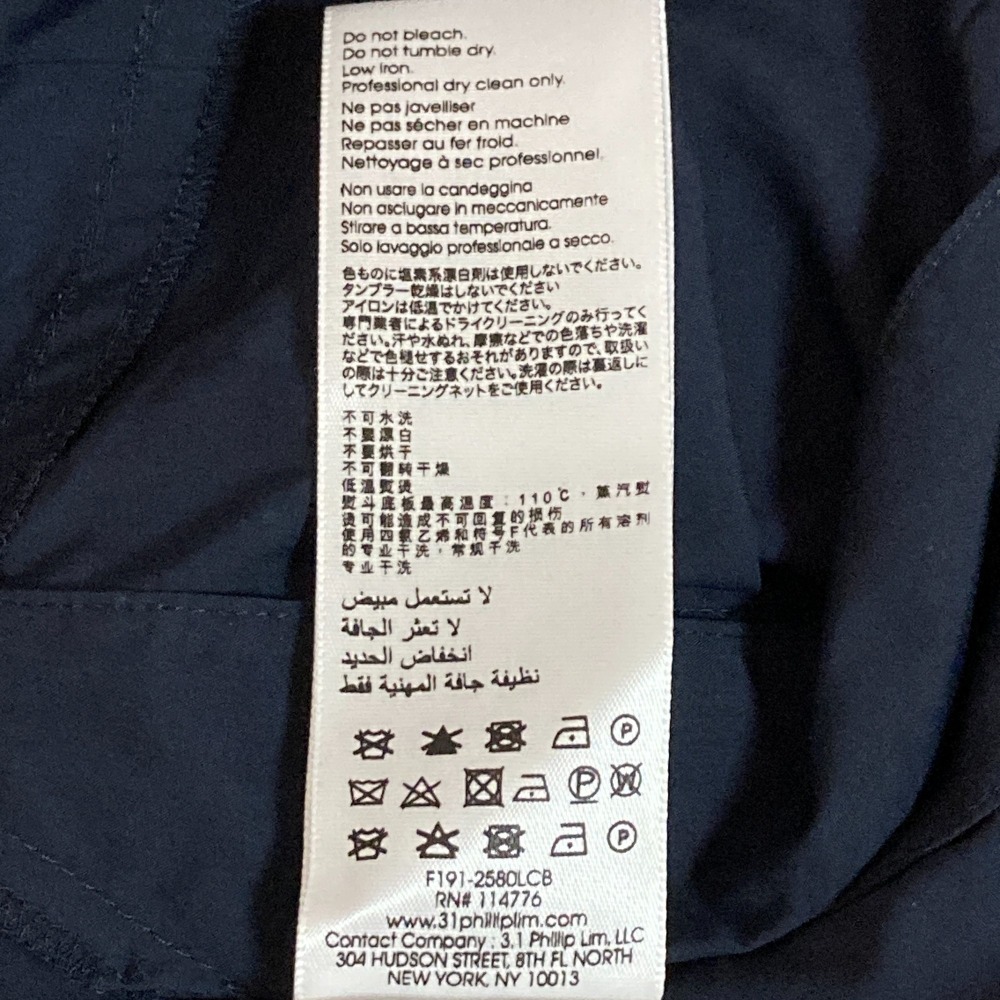 Do not bleach.
Do not tumble dry.
Low iron.
Professional dry clean only.
Ne pas javelliser
Ne pas sécher en machine
Repasser au fer froid.
Nettoyage à sec professionnel.
Non usare la candeggina
Non asciugare in meccanicamente
Stirare a bassa temperatura.
Solo lavaggio professionale a secco.
色ものに塩素系漂白剤は使用しないでください。
タンブラー乾燥はしないでください
アイロンは低温でかけてください。
専門業者によるドライクリーニングのみ行ってく
ださい。汗や水ぬれ、摩擦などでの色落ちや洗濯
などで色褪せするおそれがありますので、取扱い
の際は十分ご注意ください。洗濯の際は裏返しに
してクリーニングネットをご使用ください。
不可水洗
不要漂白
不要烘干
不可翻转干燥
低温熨烫
熨斗底板最高温度：110℃，蒸汽熨
烫可能造成不可回复的损伤
使用四氯乙烯和符号F代表的所有溶剂
的专业干洗，常规干洗
专业干洗
لا تستعمل مبيض
لا تعثر الجافة
انخفاض الحديد
نظيفة جافة المهنية فقط
P
P W
P
F191-2580LCB
RN# 114776
www.31philliplim.com
Contact Company : 3.1 Phillip Lim, LLC
304 HUDSON STREET, 8TH FL NORTH
NEW YORK, NY 10013